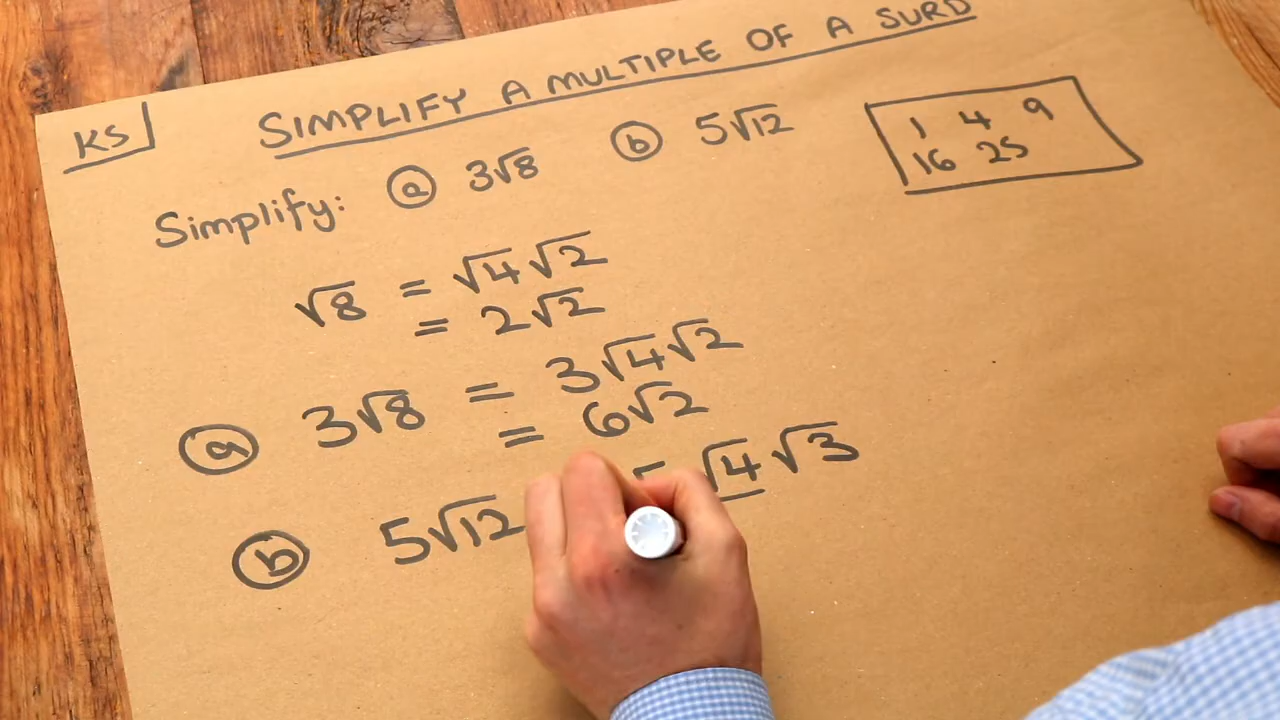 SIMPLIFY A MULTIPLE OF A SURD
KS
Simplify: ⓐ 3√8 ⓑ 5√12
1 4 9
16 25
√8 = √4√2
= 2√2
ⓐ 3√8 = 3√4√2
= 6√2
ⓑ 5√12 √4√3